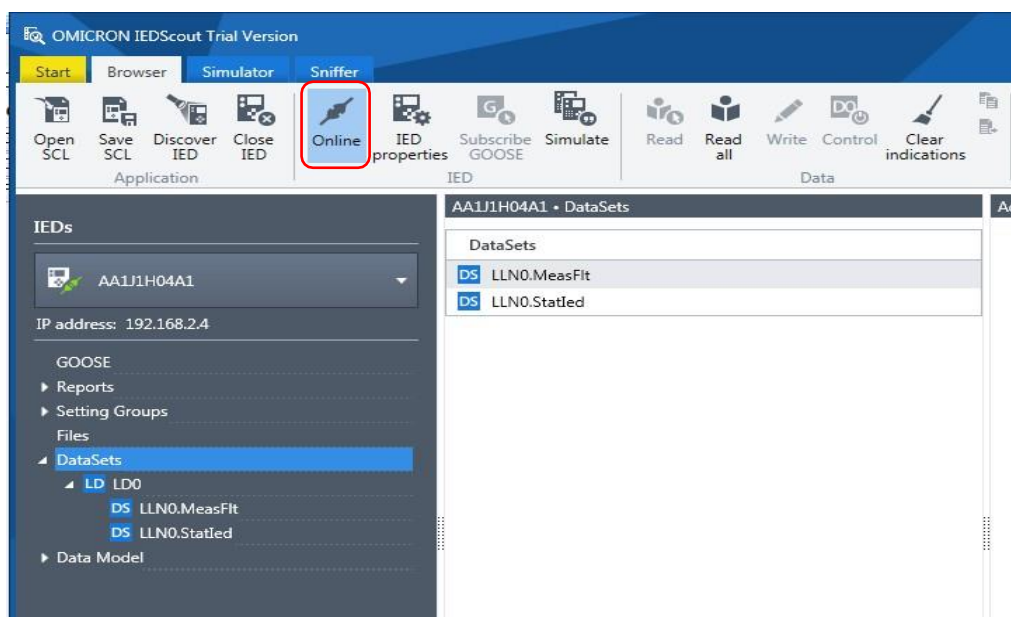 OMICRON IEDScout Trial Version
Start Browser Simulator Sniffer
Open SCL
Save SCL
Discover IED
Close IED
Online
IED properties
Subscribe GOOSE
Simulate
Read
Read all
Write
Control
Clear indications
Application
IED
Data
IEDs
AA1J1H04A1
IP address: 192.168.2.4
GOOSE
Reports
Setting Groups
Files
DataSets
LD LD0
DS LLN0.MeasFlt
DS LLN0.StatIed
Data Model
AA1J1H04A1 • DataSets
DataSets
DS LLN0.MeasFlt
DS LLN0.StatIed